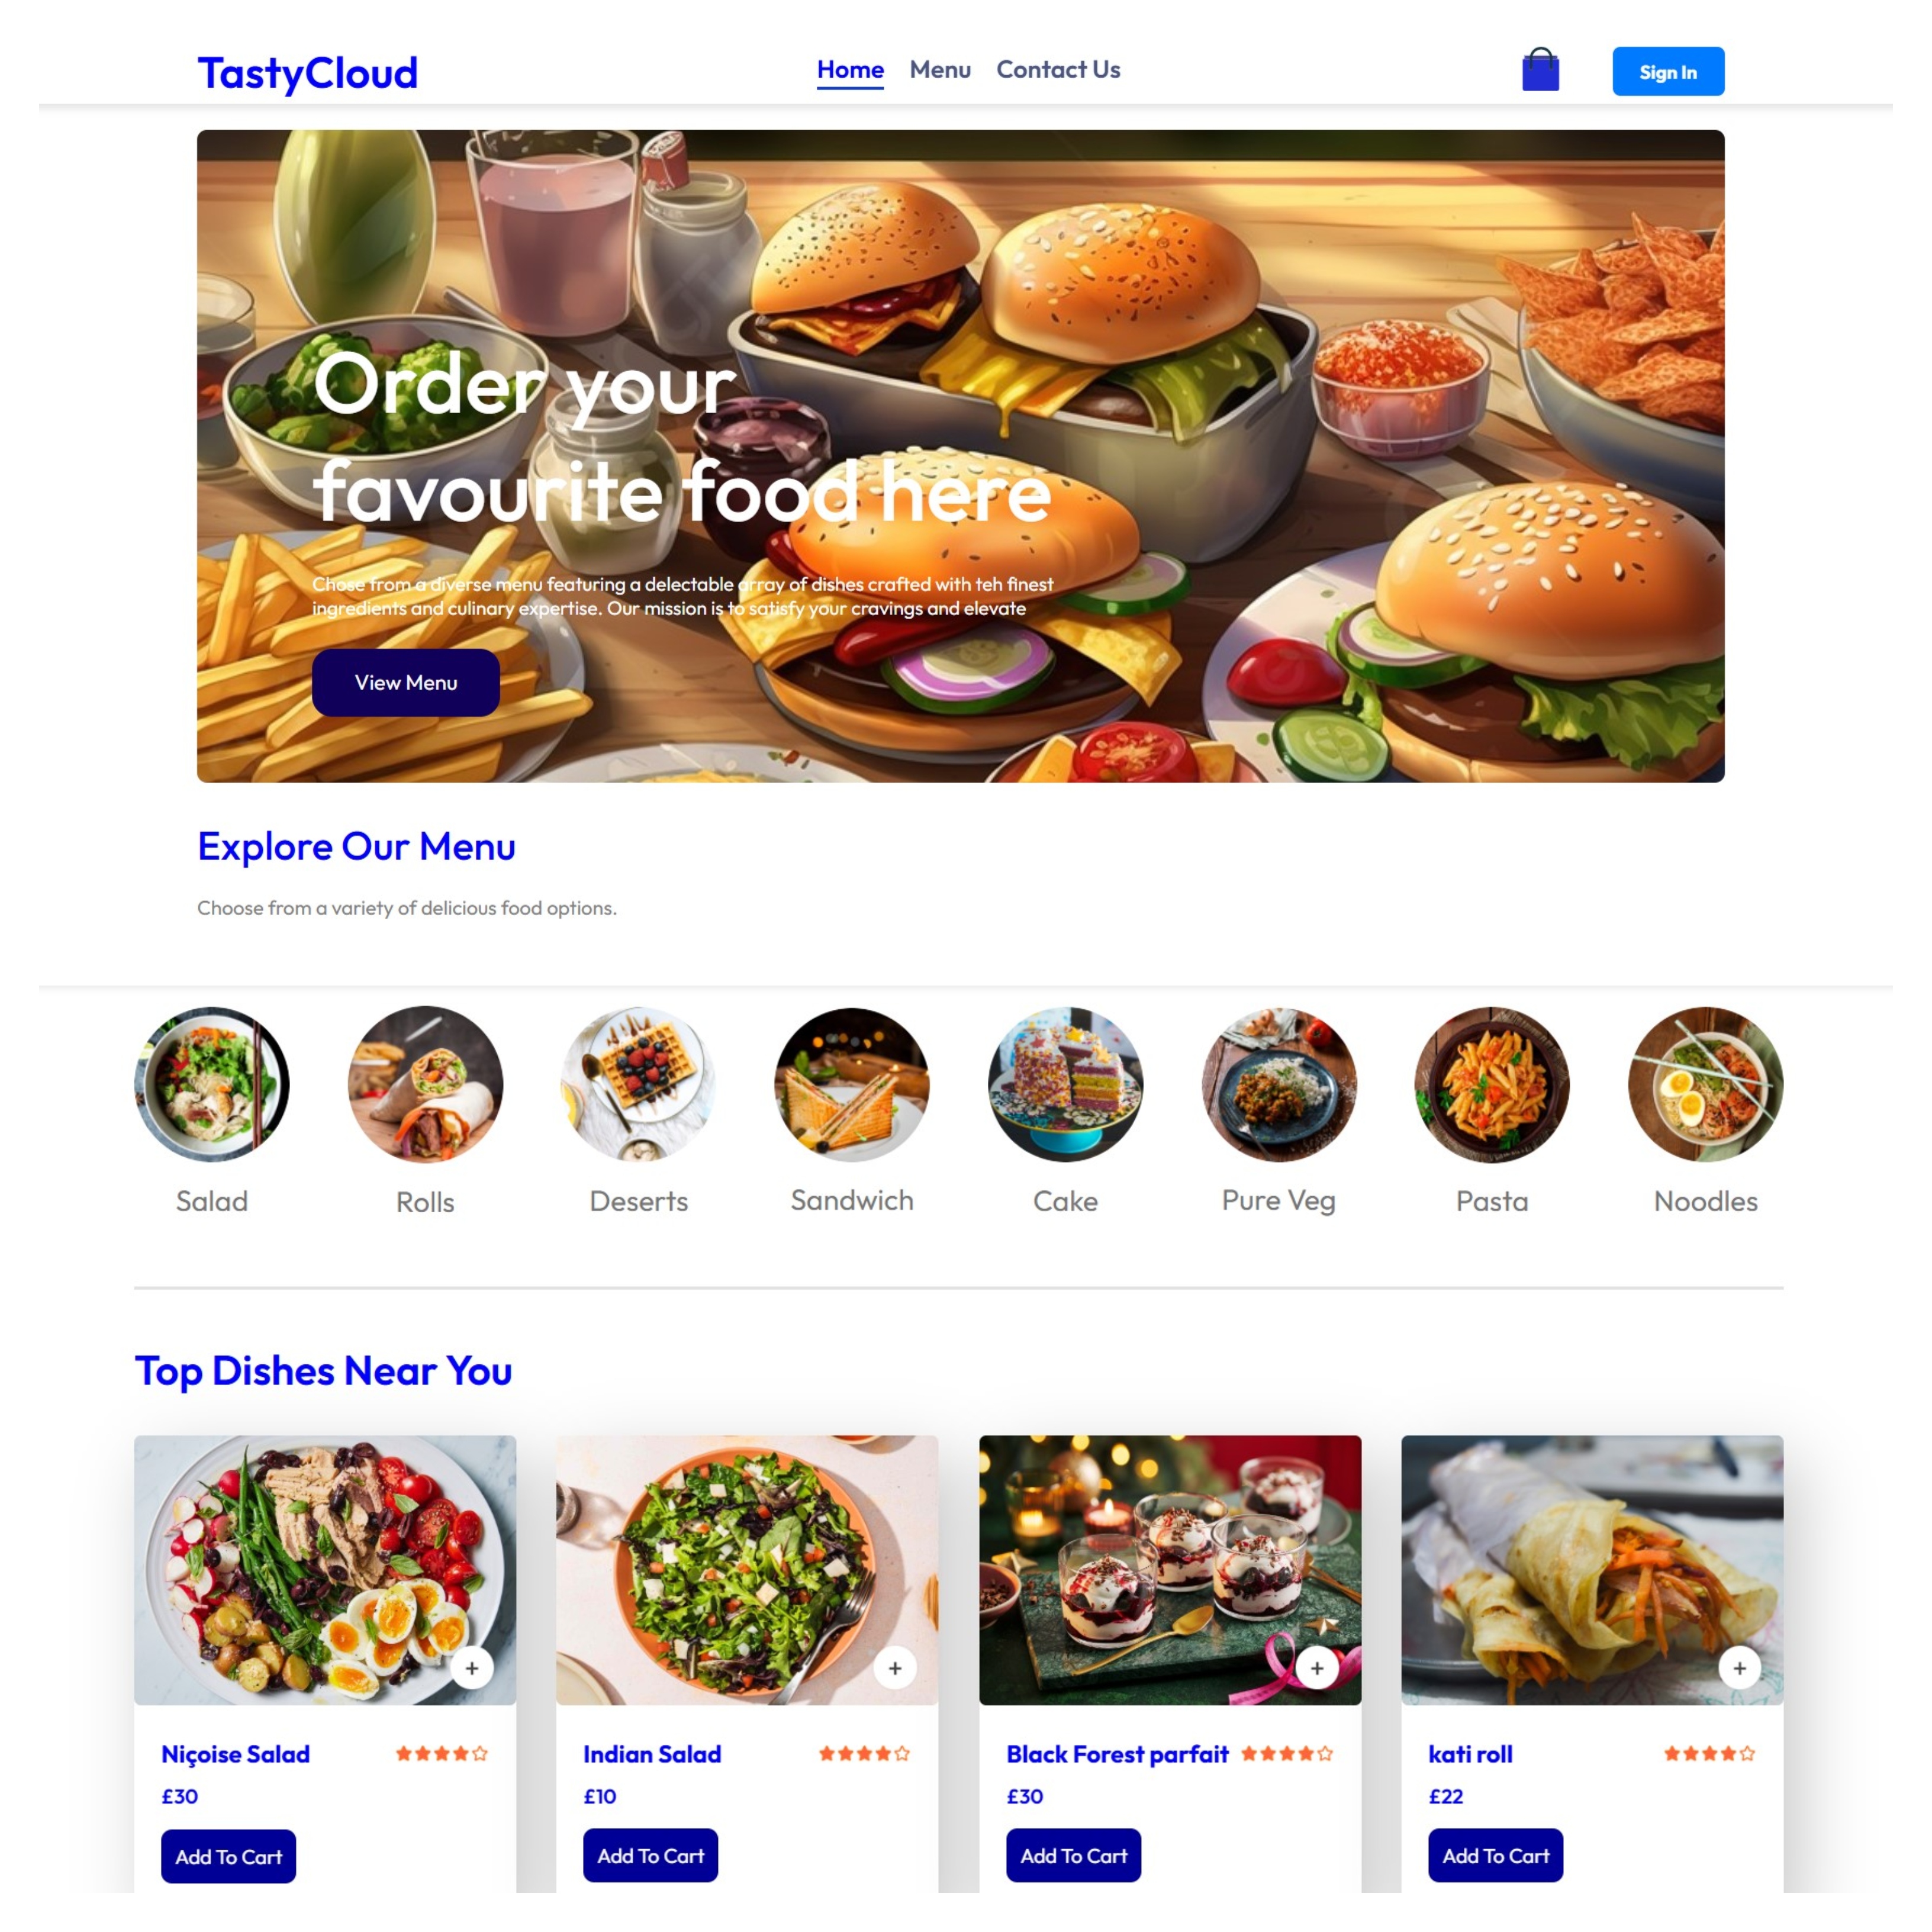 TastyCloud
Home Menu Contact Us
Sign In
Order your
favourite food here
Chose from a diverse menu featuring a delectable array of dishes crafted with teh finest
ingredients and culinary expertise. Our mission is to satisfy your cravings and elevate
View Menu
Explore Our Menu
Choose from a variety of delicious food options.
Salad Rolls Deserts Sandwich Cake Pure Veg Pasta Noodles
Top Dishes Near You
+ + + +
Niçoise Salad Indian Salad Black Forest parfait kati roll
£30 £10 £30 £22
Add To Cart Add To Cart Add To Cart Add To Cart